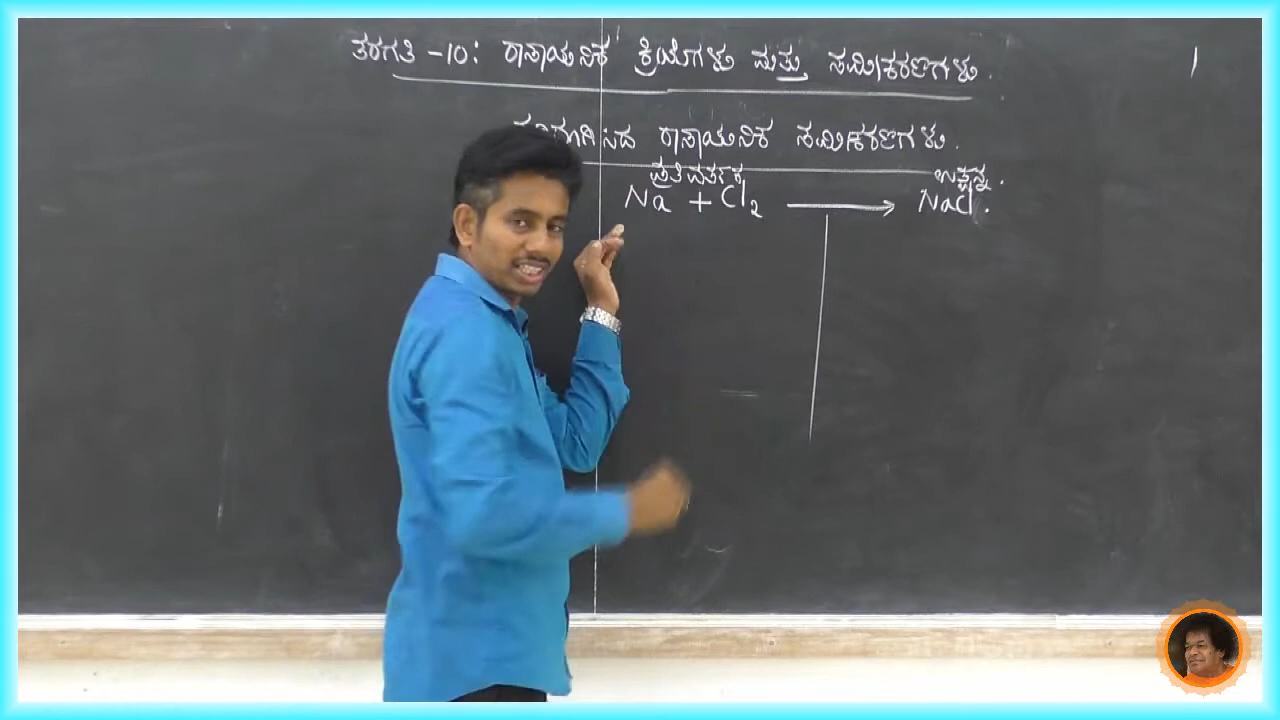 ತರಗತಿ -10: ರಾಸಾಯನಿಕ ಕ್ರಿಯೆಗಳು ಮತ್ತು ಸಮೀಕರಣಗಳು.
ರಾಸಾಯನಿಕ ಸಮೀಕರಣಗಳು.
ಪ್ರತಿವರ್ತಕ ಉತ್ಪನ್ನ.
Na + Cl₂ ⟶ NaCl.